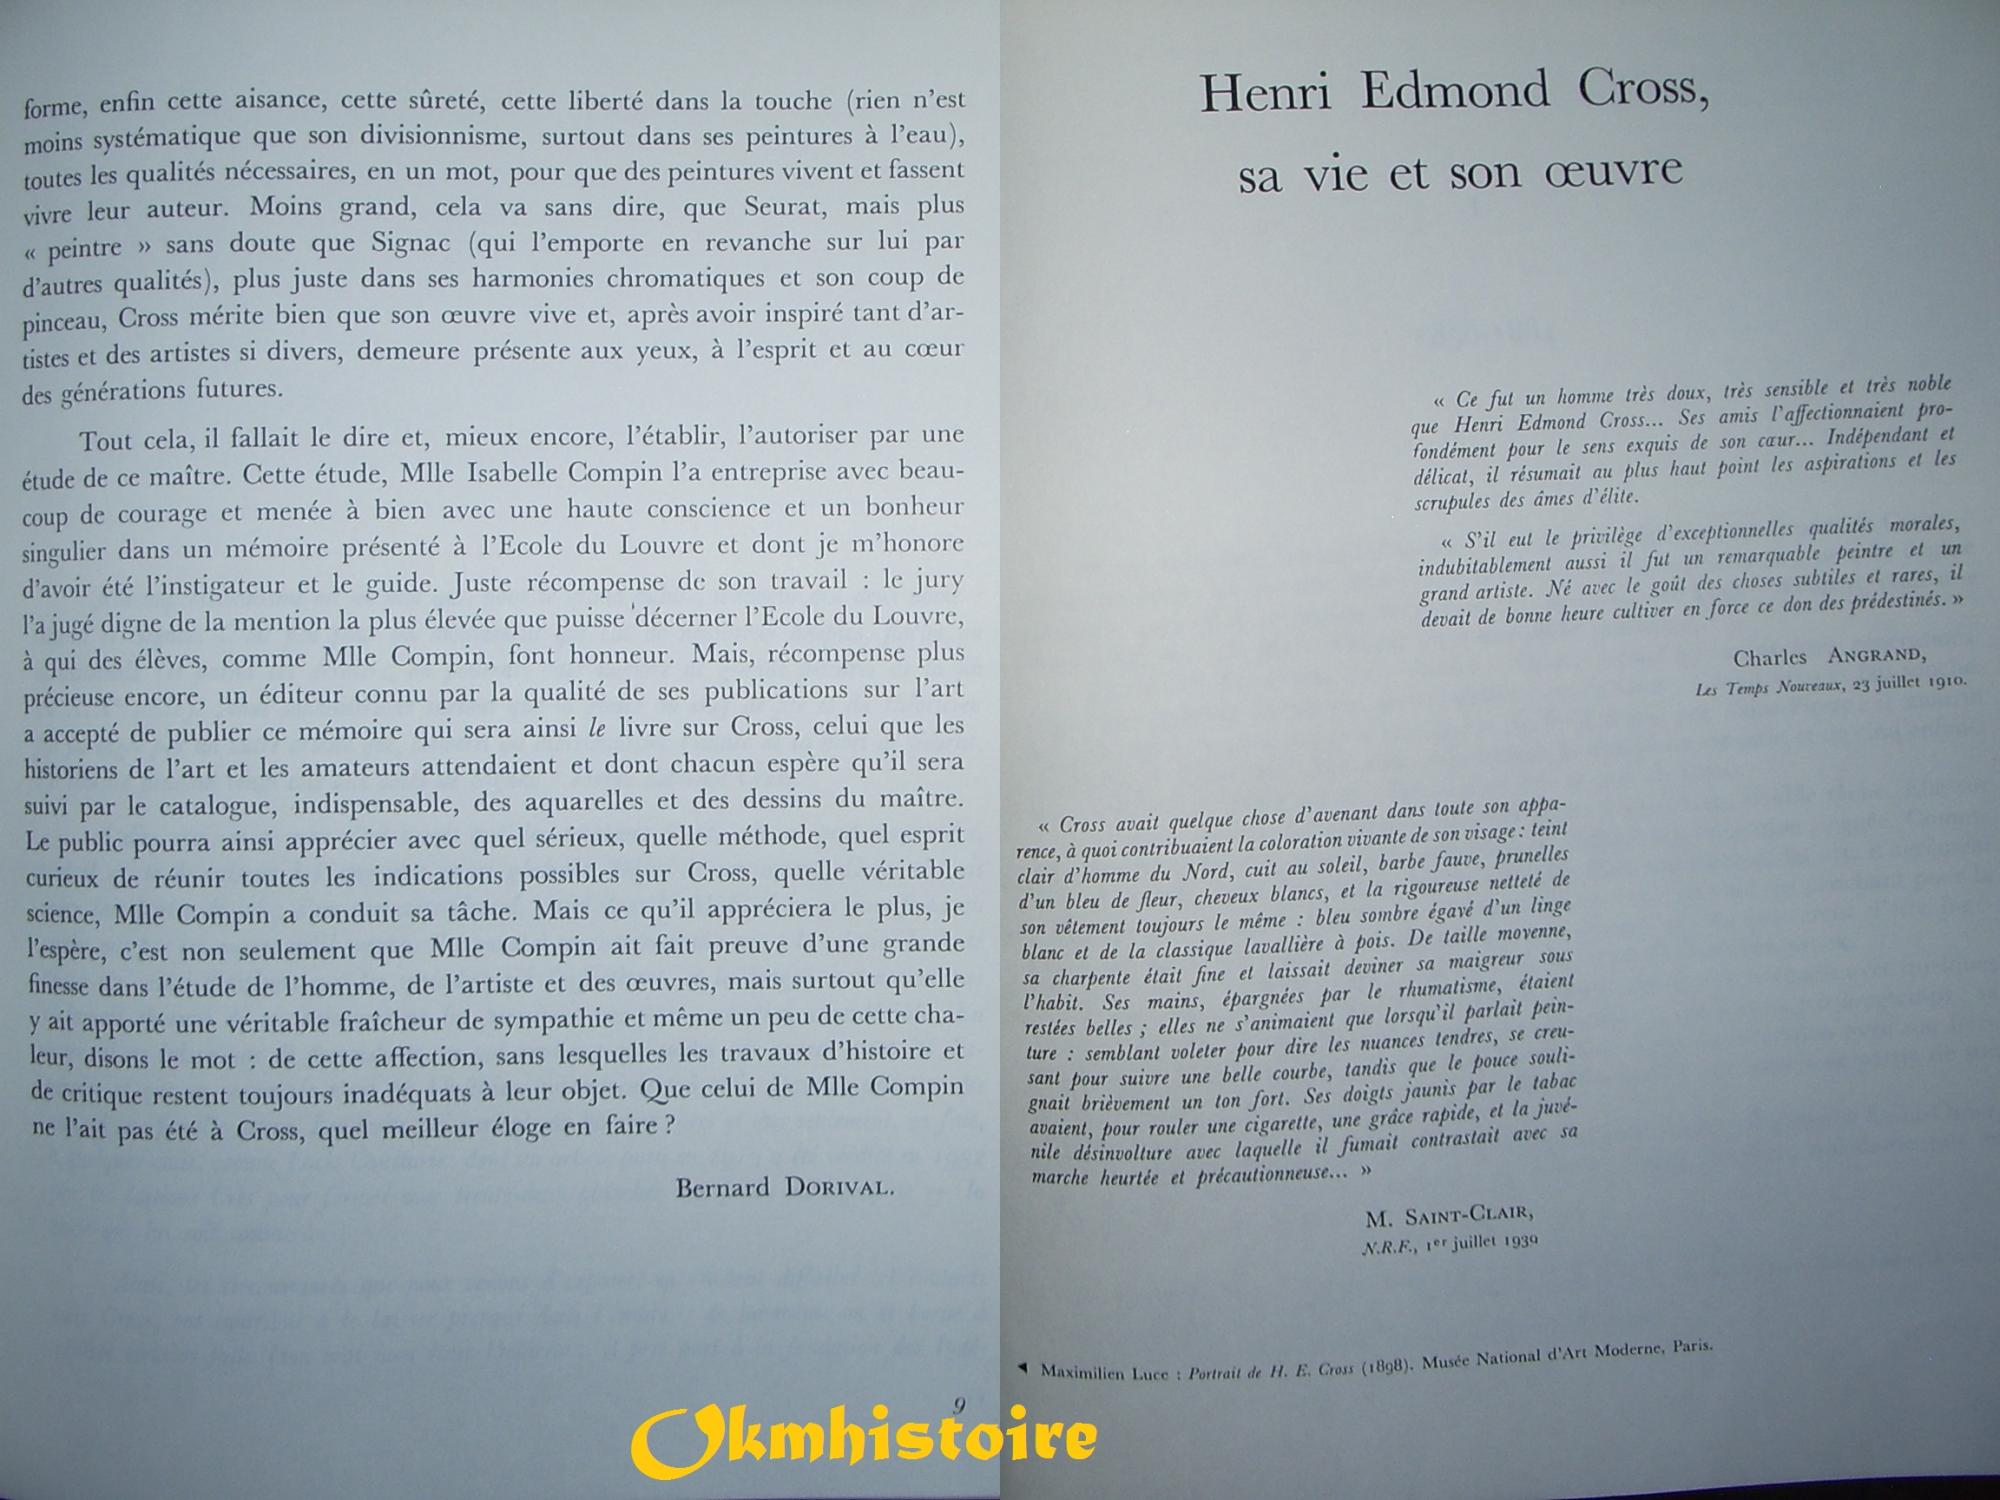 forme, enfin cette aisance, cette sûreté, cette liberté dans la touche (rien n'est
moins systématique que son divisionnisme, surtout dans ses peintures à l'eau),
toutes les qualités nécessaires, en un mot, pour que des peintures vivent et fassent
vivre leur auteur. Moins grand, cela va sans dire, que Seurat, mais plus
« peintre » sans doute que Signac (qui l'emporte en revanche sur lui par
d'autres qualités), plus juste dans ses harmonies chromatiques et son coup de
pinceau, Cross mérite bien que son œuvre vive et, après avoir inspiré tant d'ar-
tistes et des artistes si divers, demeure présente aux yeux, à l'esprit et au cœur
des générations futures.
Tout cela, il fallait le dire et, mieux encore, l'établir, l'autoriser par une
étude de ce maître. Cette étude, Mlle Isabelle Compin l'a entreprise avec beau-
coup de courage et menée à bien avec une haute conscience et un bonheur
singulier dans un mémoire présenté à l'Ecole du Louvre et dont je m'honore
d'avoir été l'instigateur et le guide. Juste récompense de son travail : le jury
l'a jugé digne de la mention la plus élevée que puisse décerner l'Ecole du Louvre,
à qui des élèves, comme Mlle Compin, font honneur. Mais, récompense plus
précieuse encore, un éditeur connu par la qualité de ses publications sur l'art
a accepté de publier ce mémoire qui sera ainsi le livre sur Cross, celui que les
historiens de l'art et les amateurs attendaient et dont chacun espère qu'il sera
suivi par le catalogue, indispensable, des aquarelles et des dessins du maître.
Le public pourra ainsi apprécier avec quel sérieux, quelle méthode, quel esprit
curieux de réunir toutes les indications possibles sur Cross, quelle véritable
science, Mlle Compin a conduit sa tâche. Mais ce qu'il appréciera le plus, je
l'espère, c'est non seulement que Mlle Compin ait fait preuve d'une grande
finesse dans l'étude de l'homme, de l'artiste et des œuvres, mais surtout qu'elle
y ait apporté une véritable fraîcheur de sympathie et même un peu de cette cha-
leur, disons le mot : de cette affection, sans lesquelles les travaux d'histoire et
de critique restent toujours inadéquats à leur objet. Que celui de Mlle Compin
ne l'ait pas été à Cross, quel meilleur éloge en faire ?
Bernard DORIVAL.
9
Henri Edmond Cross,
sa vie et son œuvre
« Ce fut un homme très doux, très sensible et très noble
que Henri Edmond Cross... Ses amis l'affectionnaient pro-
fondément pour le sens exquis de son cœur... Indépendant et
délicat, il résumait au plus haut point les aspirations et les
scrupules des âmes d'élite.
« S'il eut le privilège d'exceptionnelles qualités morales,
indubitablement aussi il fut un remarquable peintre et un
grand artiste. Né avec le goût des choses subtiles et rares, il
devait de bonne heure cultiver en force ce don des prédestinés. »
Charles ANGRAND,
Les Temps Nouveaux, 23 juillet 1910.
« Cross avait quelque chose d'avenant dans toute son appa-
rence, à quoi contribuaient la coloration vivante de son visage : teint
clair d'homme du Nord, cuit au soleil, barbe fauve, prunelles
d'un bleu de fleur, cheveux blancs, et la rigoureuse netteté de
son vêtement toujours le même : bleu sombre égayé d'un linge
blanc et de la classique lavallière à pois. De taille moyenne,
sa charpente était fine et laissait deviner sa maigreur sous
l'habit. Ses mains, épargnées par le rhumatisme, étaient
restées belles ; elles ne s'animaient que lorsqu'il parlait pein-
ture : semblant voleter pour dire les nuances tendres, se creu-
sant pour suivre une belle courbe, tandis que le pouce souli-
gnait brièvement un ton fort. Ses doigts jaunis par le tabac
avaient, pour rouler une cigarette, une grâce rapide, et la juvé-
nile désinvolture avec laquelle il fumait contrastait avec sa
marche heurtée et précautionneuse... »
M. SAINT-CLAIR,
N.R.F., 1er juillet 1939
Maximilien Luce : Portrait de H. E. Cross (1898). Musée National d'Art Moderne, Paris.
Okmhistoire